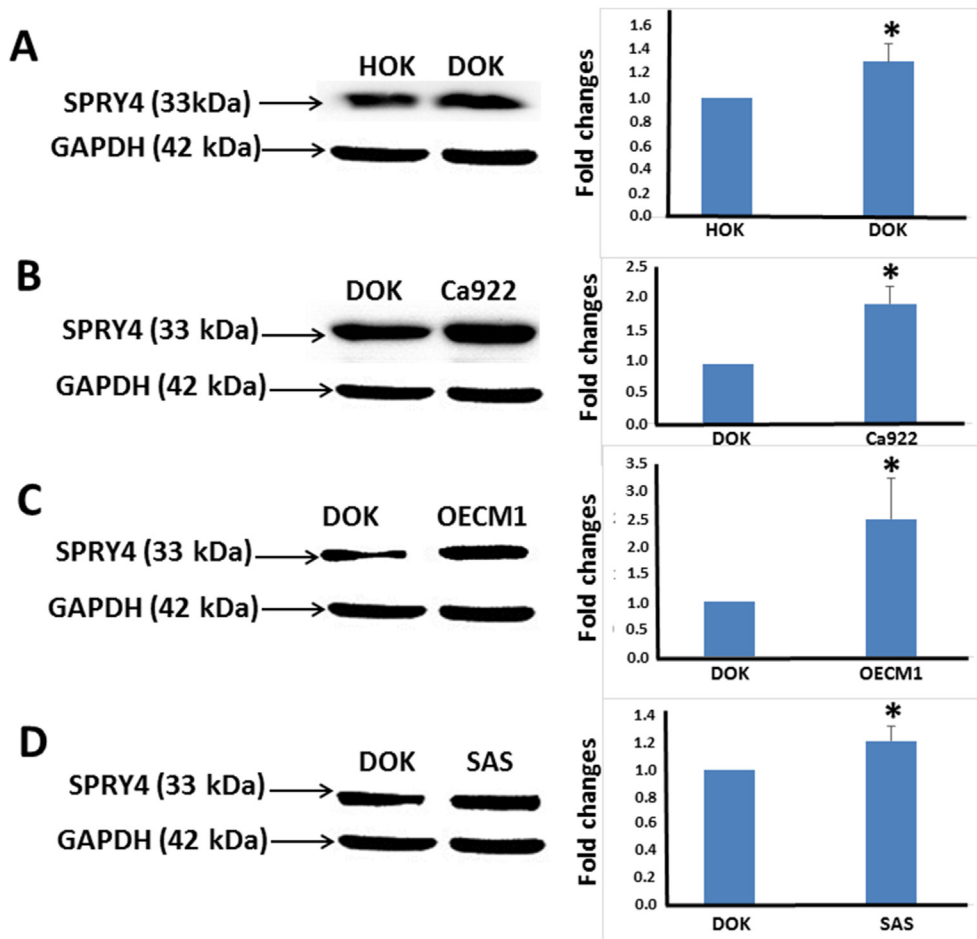 A
HOK DOK
SPRY4 (33kDa)
GAPDH (42 kDa)
Fold changes
1.6
1.4
1.2
1.0
0.8
0.6
0.4
0.2
0.0
*
HOK DOK
B
DOK Ca922
SPRY4 (33 kDa)
GAPDH (42 kDa)
Fold changes
2.5
2.0
1.5
1.0
0.5
0.0
*
DOK Ca922
C
DOK OECM1
SPRY4 (33 kDa)
GAPDH (42 kDa)
Fold changes
3.5
3.0
2.5
2.0
1.5
1.0
0.5
0.0
*
DOK OECM1
D
DOK SAS
SPRY4 (33 kDa)
GAPDH (42 kDa)
Fold changes
1.4
1.2
1.0
0.8
0.6
0.4
0.2
0.0
*
DOK SAS